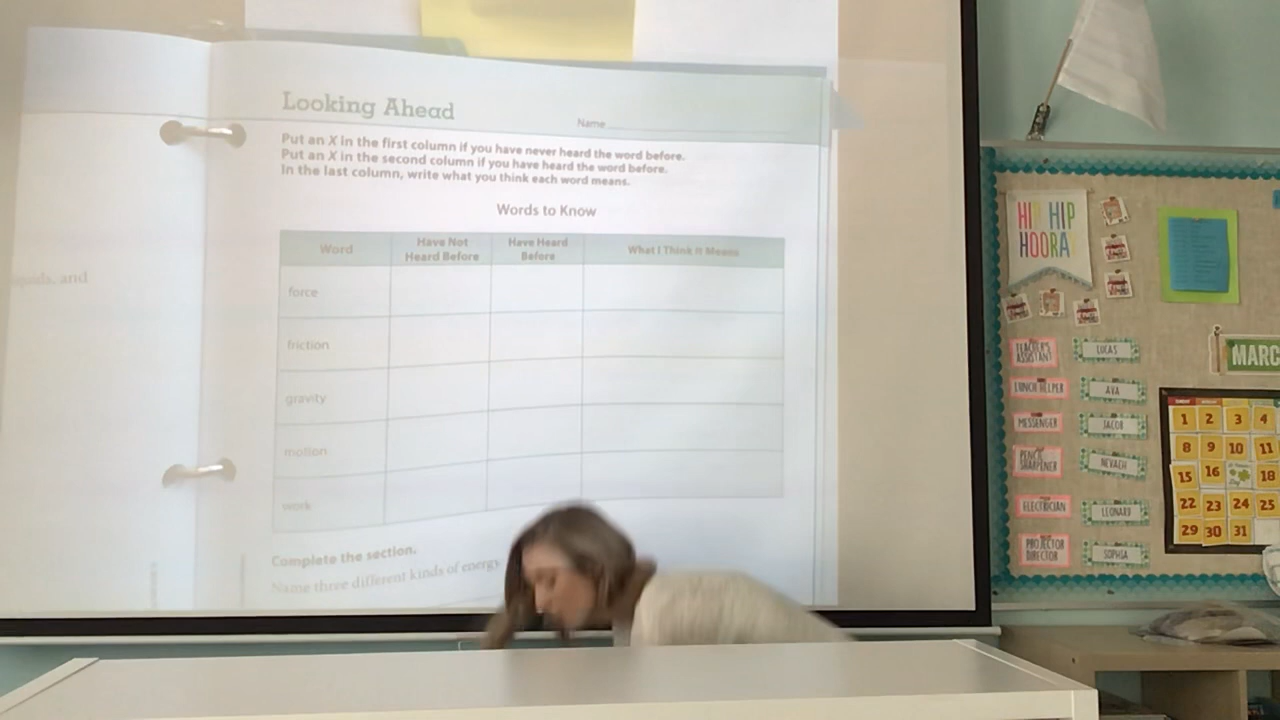 Looking Ahead
Name
Put an X in the first column if you have never heard the word before.
Put an X in the second column if you have heard the word before.
In the last column, write what you think each word means.
Words to Know
Word
Have Not Heard Before
Have Heard Before
What I Think It Means
force
friction
gravity
motion
work
Complete the section.
Name three different kinds of energy
and
HIP HIP
HOORA
TEACHER'S ASSISTANT
LUCAS
LUNCH HELPER
AVA
MESSENGER
JACOB
PENCIL SHARPENER
NEVAEH
ELECTRICIAN
LEONARD
PROJECTOR DIRECTOR
SOPHIA
MARC
1 2 3 4
8 9 10 11
15 16 18
22 23 24 25
29 30 31